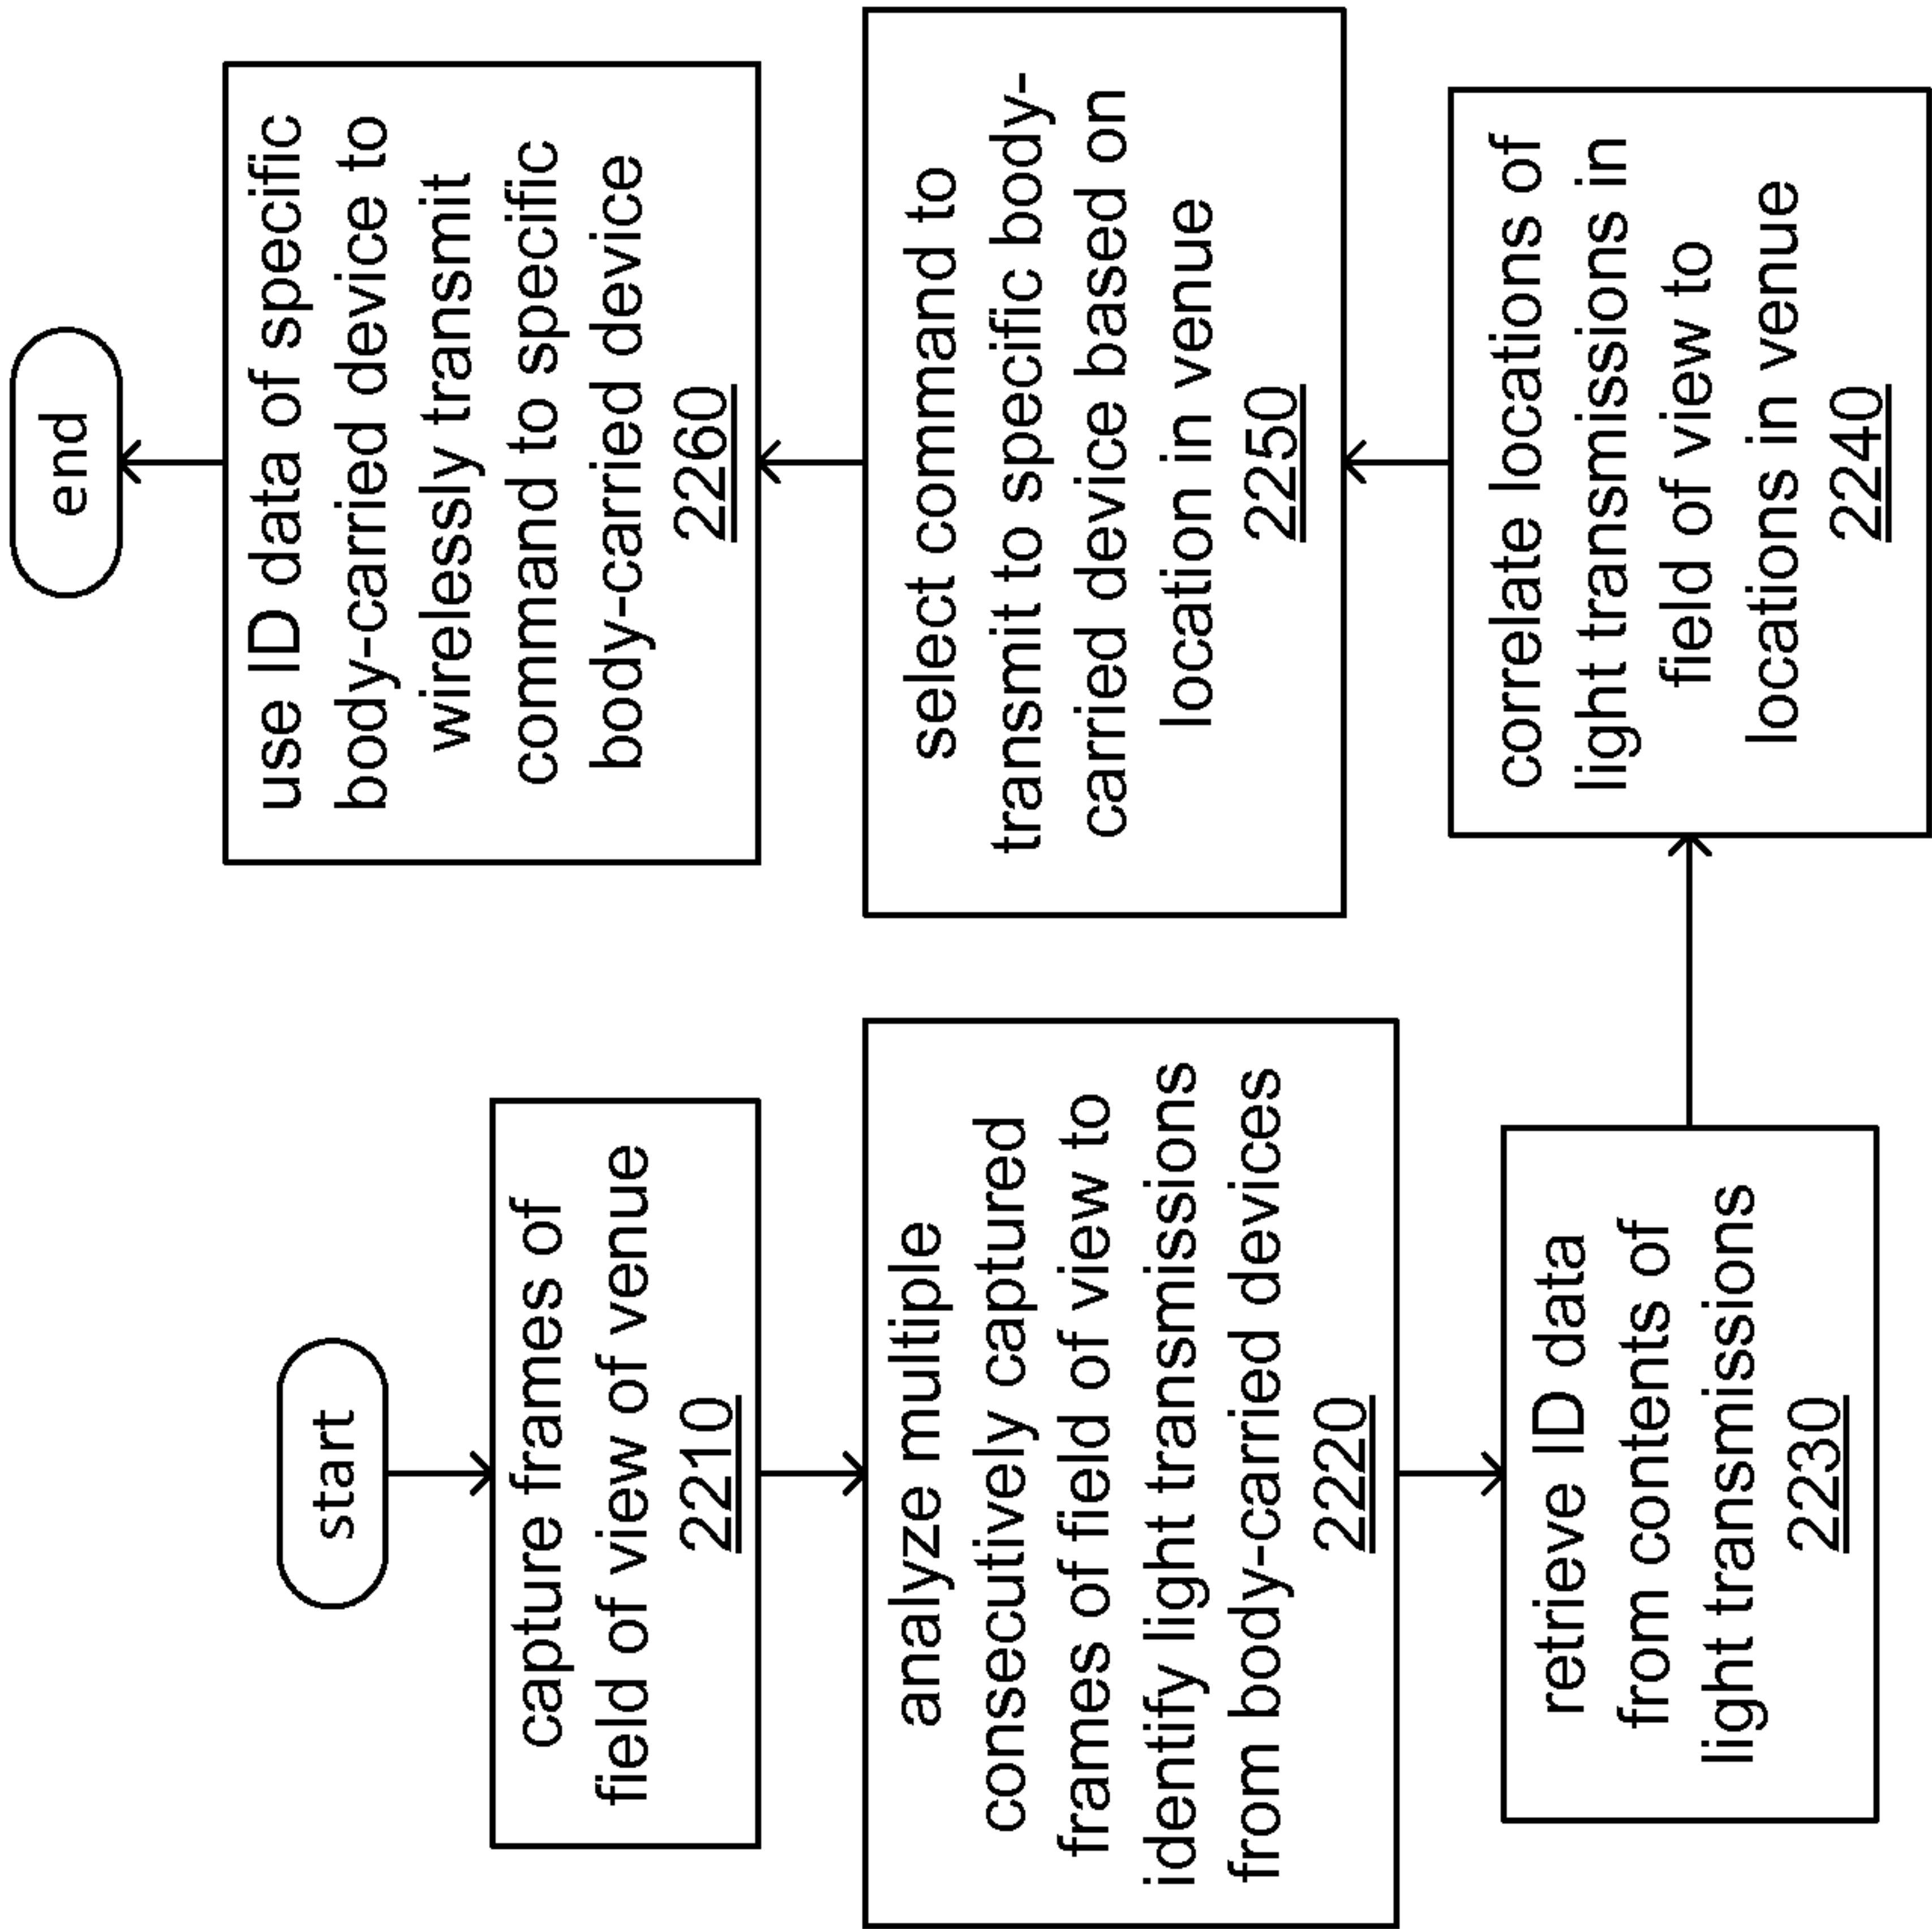 start
capture frames of
field of view of venue
2210
analyze multiple
consecutively captured
frames of field of view to
identify light transmissions
from body-carried devices
2220
retrieve ID data
from contents of
light transmissions
2230
correlate locations of
light transmissions in
field of view to
locations in venue
2240
select command to
transmit to specific body-
carried device based on
location in venue
2250
use ID data of specific
body-carried device to
wirelessly transmit
command to specific
body-carried device
2260
end